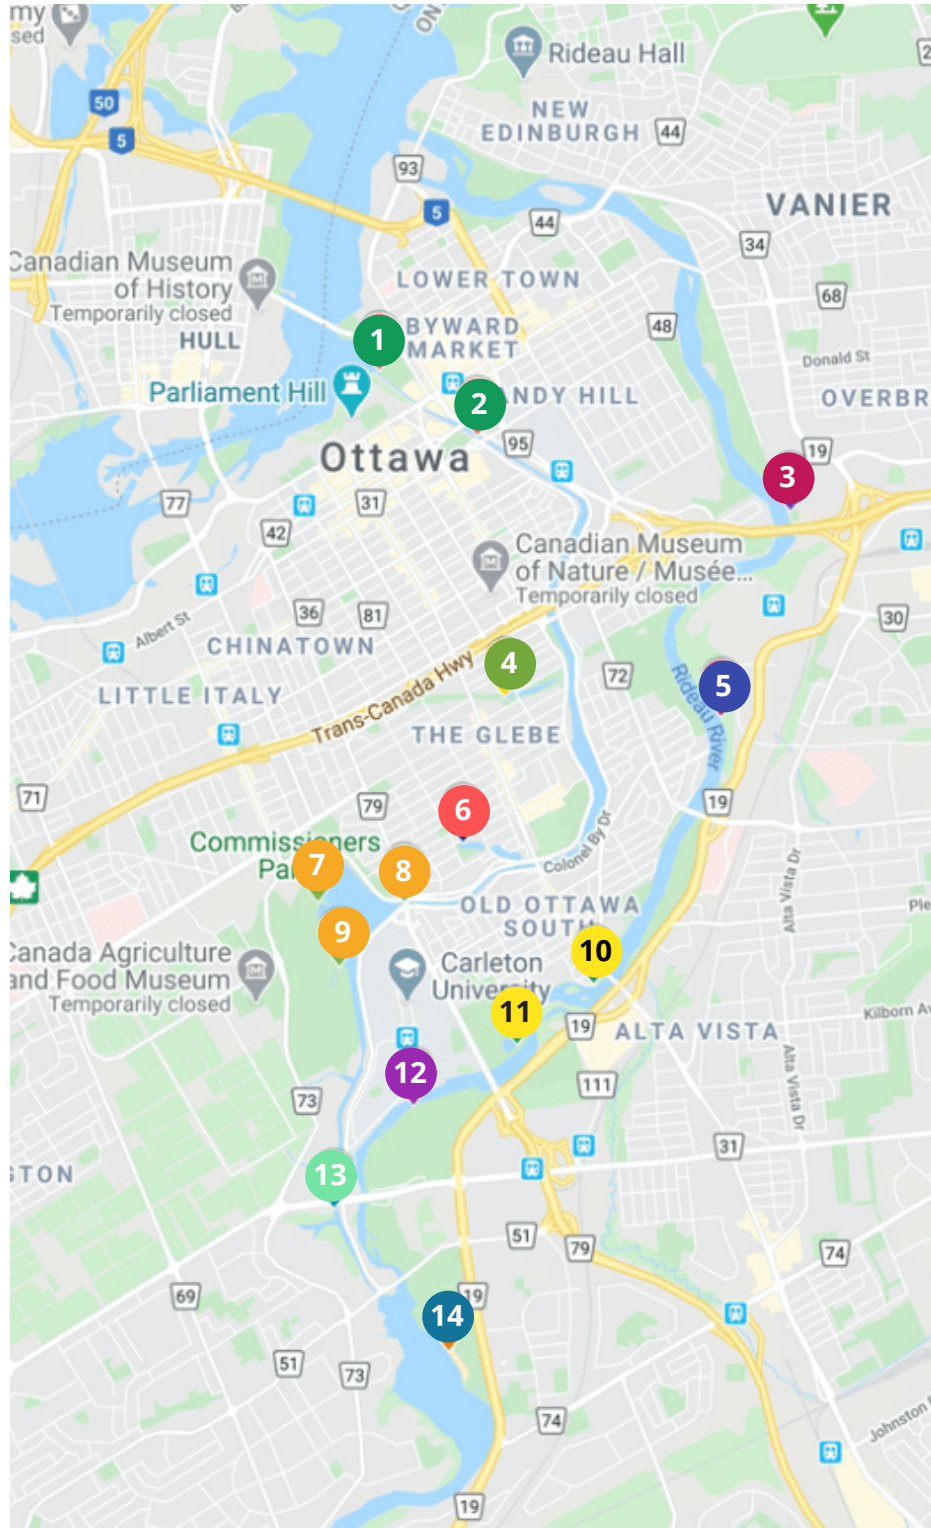 my
sed
ON
Rideau Hall
50
NEW
EDINBURGH
44
5
93
VANIER
5
44
34
Canadian Museum
of History
Temporarily closed
LOWER TOWN
68
HULL
1
BYWARD
MARKET
48
Donald St
Parliament Hill
2
ANDY HILL
OVERBR
Ottawa
95
19
3
77
31
42
Canadian Museum
of Nature / Musée...
Temporarily closed
36
81
30
Albert St
CHINATOWN
4
72
LITTLE ITALY
Trans-Canada Hwy
5
Rideau River
THE GLEBE
71
79
6
19
Commissioners
Pa
7
8
Colonel By Dr
Alta Vista Dr
OLD OTTAWA
SOUTH
Ple
9
Canada Agriculture
and Food Museum
Temporarily closed
Carleton
University
10
11
19
ALTA VISTA
Kilborn Av
12
73
111
Alta Vista Dr
31
GTON
13
51
79
74
69
19
14
51
73
74
Johnston
19